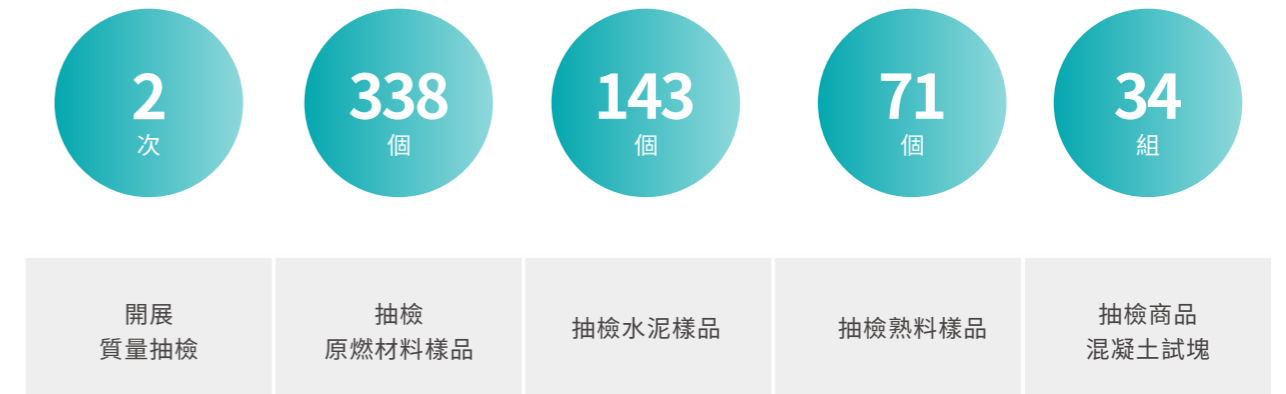 2
次
338
個
143
個
71
個
34
組
開展
質量抽檢
抽檢
原燃材料樣品
抽檢水泥樣品
抽檢熟料樣品
抽檢商品
混凝土試塊